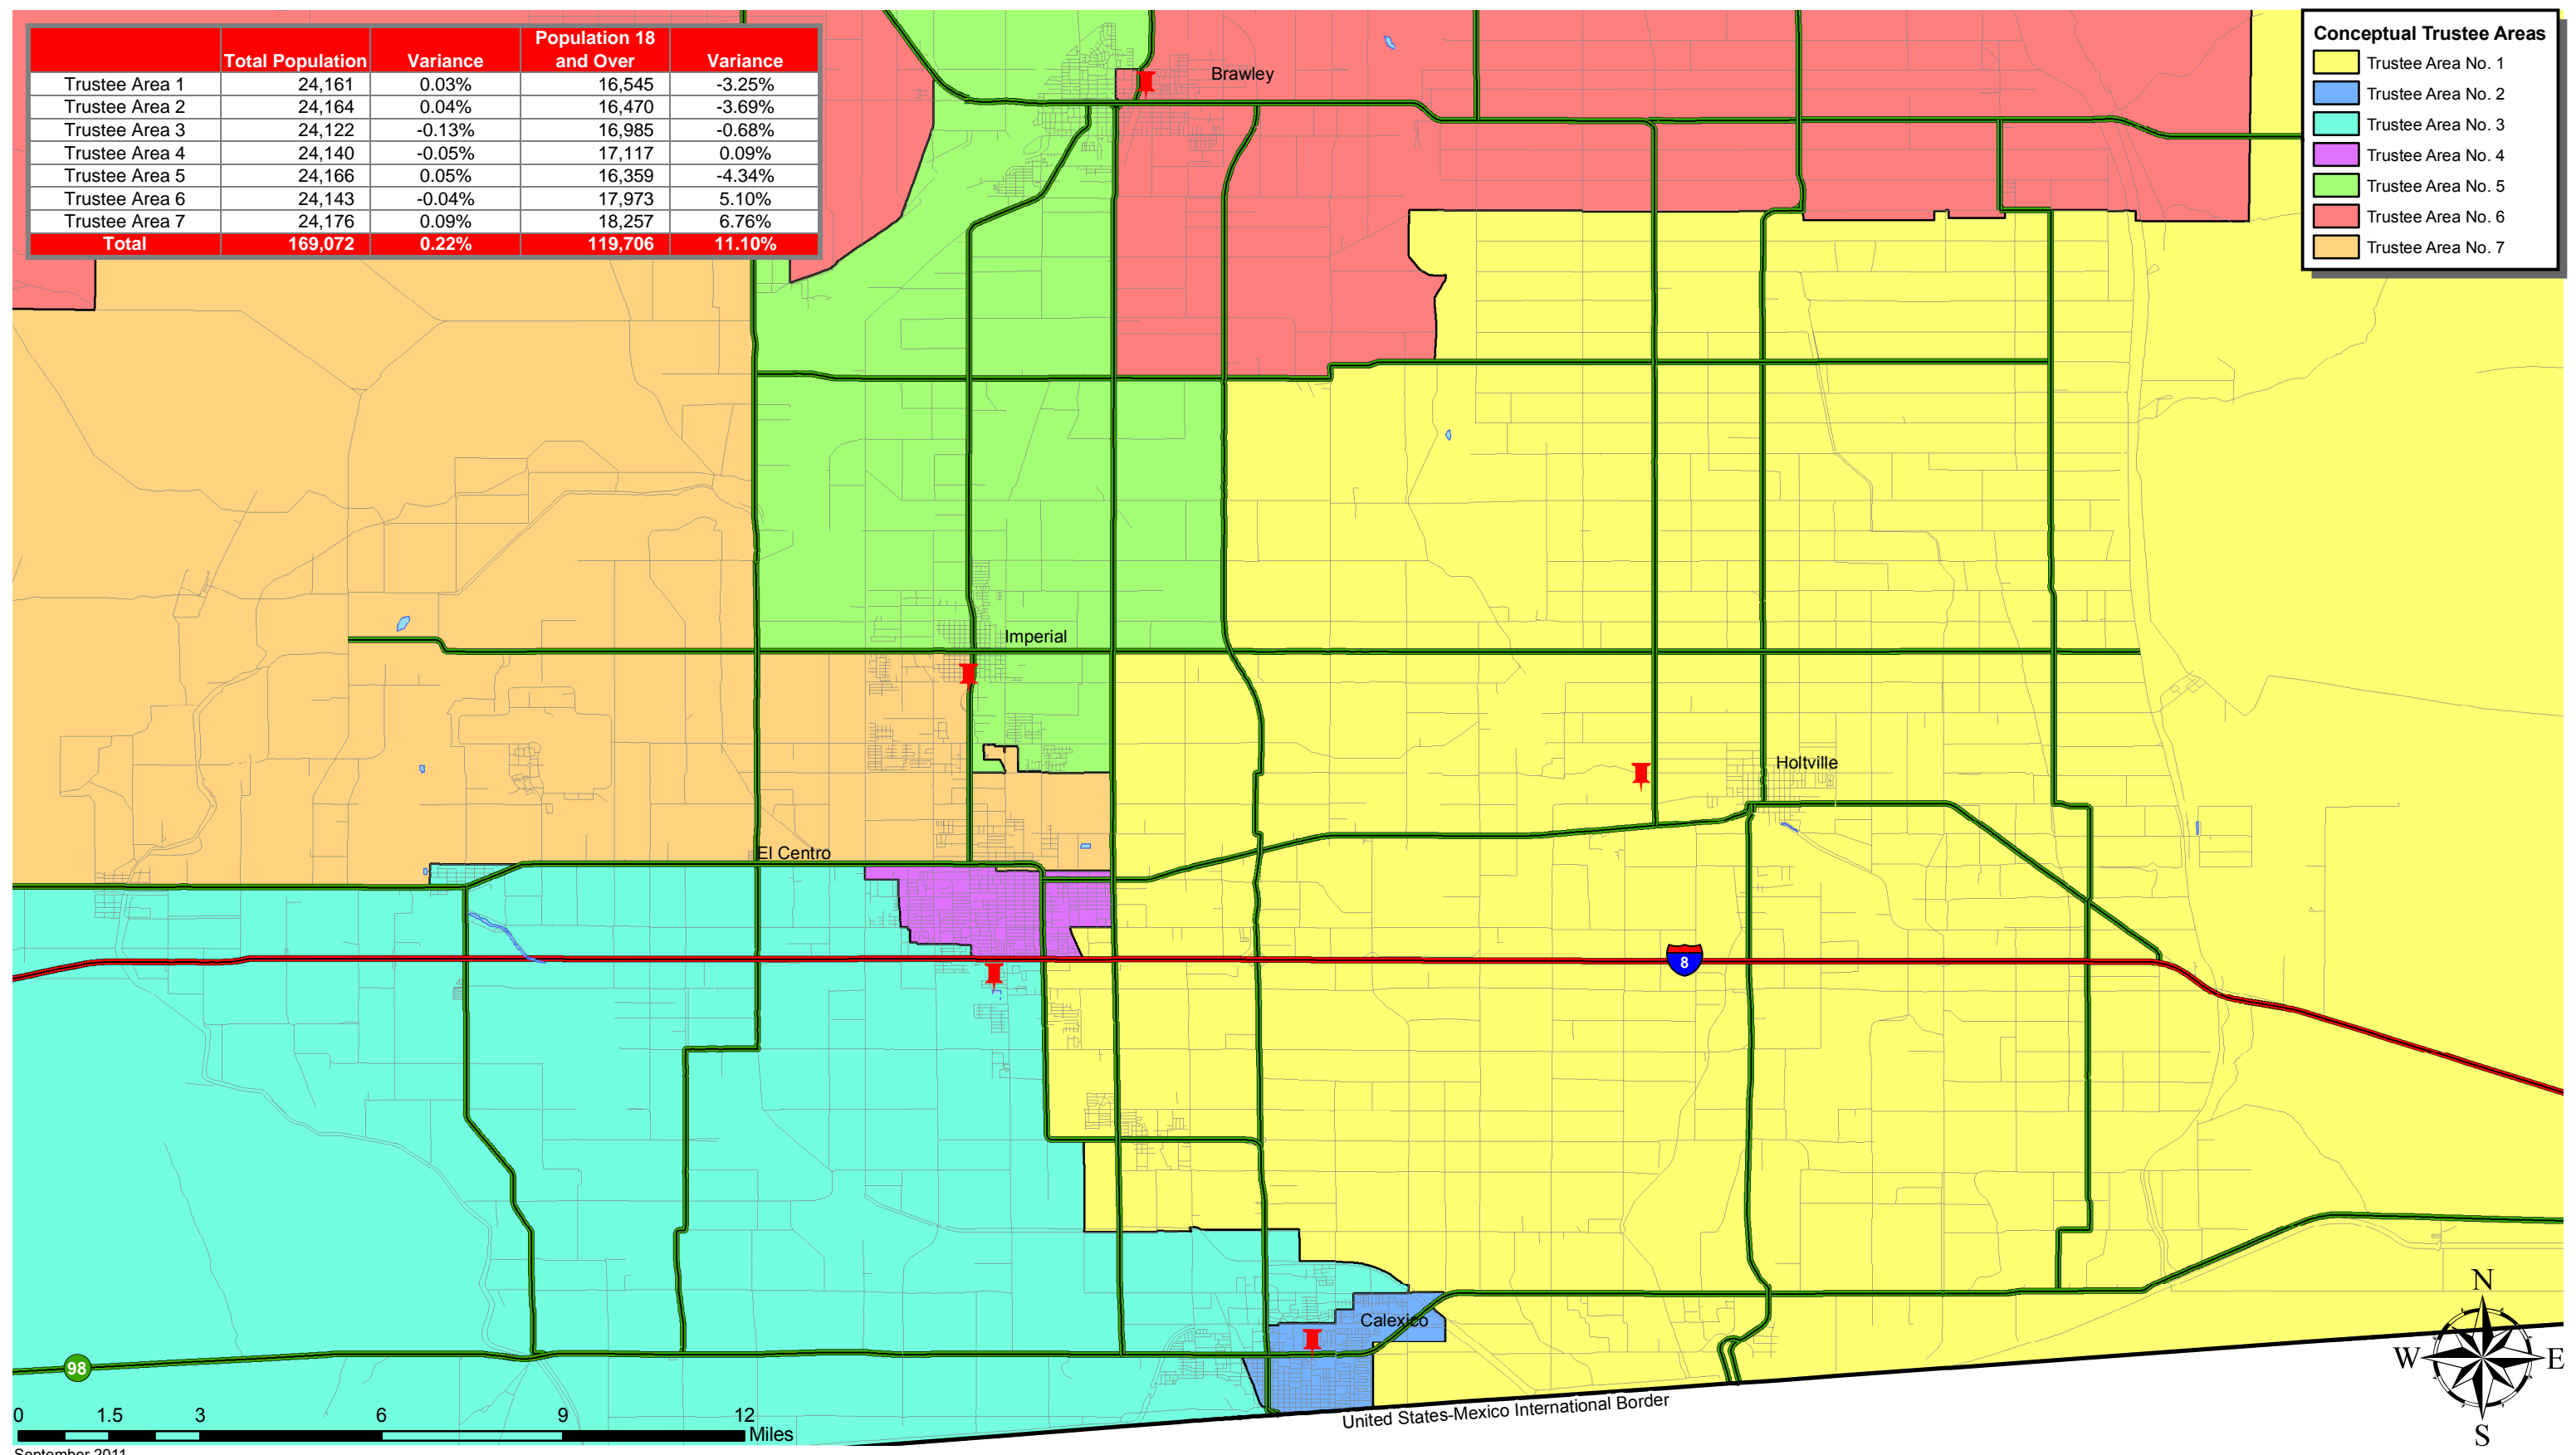 Total Population Variance Population 18 and Over Variance
Trustee Area 1 24,161 0.03% 16,545 -3.25%
Trustee Area 2 24,164 0.04% 16,470 -3.69%
Trustee Area 3 24,122 -0.13% 16,985 -0.68%
Trustee Area 4 24,140 -0.05% 17,117 0.09%
Trustee Area 5 24,166 0.05% 16,359 -4.34%
Trustee Area 6 24,143 -0.04% 17,973 5.10%
Trustee Area 7 24,176 0.09% 18,257 6.76%
Total 169,072 0.22% 119,706 11.10%
Conceptual Trustee Areas
Trustee Area No. 1
Trustee Area No. 2
Trustee Area No. 3
Trustee Area No. 4
Trustee Area No. 5
Trustee Area No. 6
Trustee Area No. 7
Brawley
Imperial
Holtville
El Centro
8
Calexico
98
United States-Mexico International Border
N
W E
S
0 1.5 3 6 9 12
Miles
September 2011